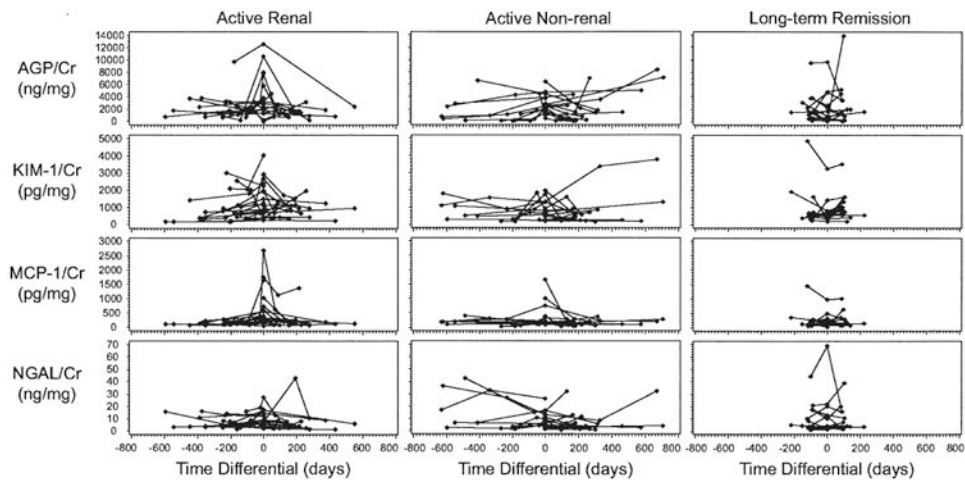 Active Renal Active Non-renal Long-term Remission
AGP/Cr
(ng/mg)
14000
12000
10000
8000
6000
4000
2000
0
KIM-1/Cr
(pg/mg)
5000
4000
3000
2000
1000
0
MCP-1/Cr
(pg/mg)
3000
2500
2000
1500
1000
500
0
NGAL/Cr
(ng/mg)
70
60
50
40
30
20
10
0
-800 -600 -400 -200 0 200 400 600 800 -800 -600 -400 -200 0 200 400 600 800 -800 -600 -400 -200 0 200 400 600 800
Time Differential (days) Time Differential (days) Time Differential (days)